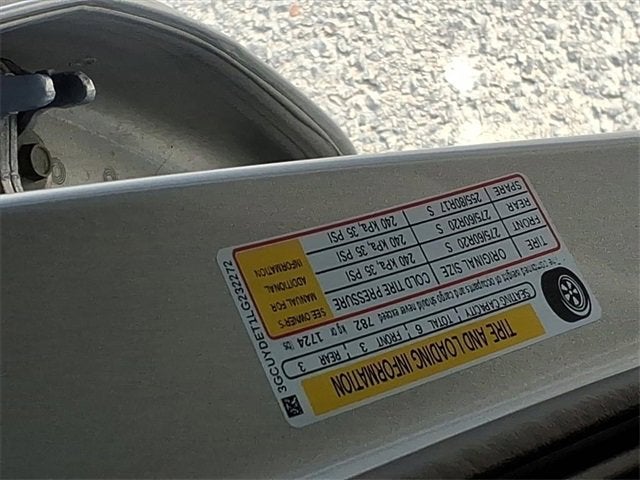 TIRE AND LOADING INFORMATION
SEATING CAPACITY TOTAL 6 FRONT 3 REAR 3
The combined weight of occupants and cargo should never exceed 782 kg or 1724 lbs
TIRE ORIGINAL SIZE COLD TIRE PRESSURE
FRONT 275/60R20 S 240 kPa, 35 PSI
REAR 275/60R20 S 240 kPa, 35 PSI
SPARE 255/80R17 S 240 kPa, 35 PSI
SEE OWNER'S
MANUAL FOR
ADDITIONAL
INFORMATION
3GCUYDET1LG232272